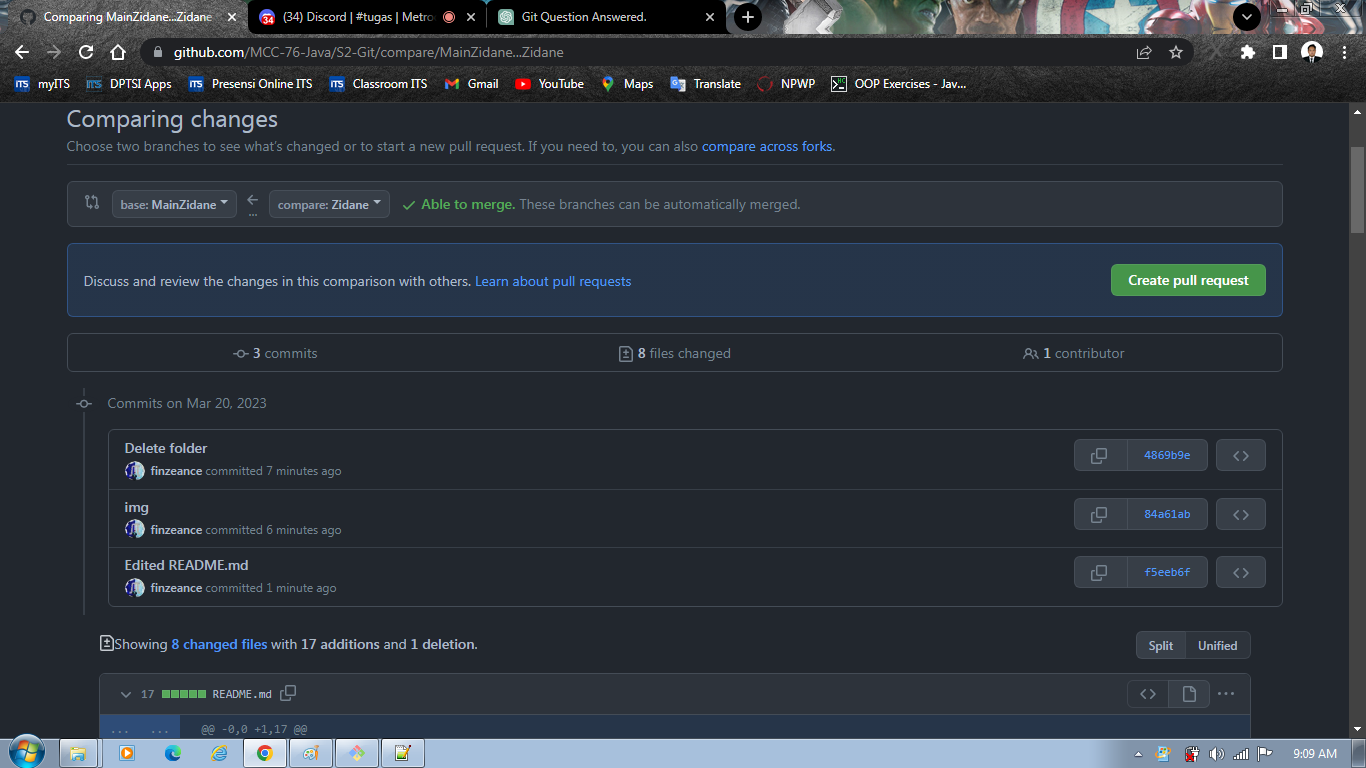 Comparing MainZidane...Zidane
(34) Discord | #tugas | Metro
Git Question Answered.
github.com/MCC-76-Java/S2-Git/compare/MainZidane...Zidane
myITS DPTSI Apps Presensi Online ITS Classroom ITS Gmail YouTube Maps Translate NPWP OOP Exercises - Jav...
Comparing changes
Choose two branches to see what's changed or to start a new pull request. If you need to, you can also compare across forks.
base: MainZidane ... compare: Zidane Able to merge. These branches can be automatically merged.
Discuss and review the changes in this comparison with others. Learn about pull requests Create pull request
3 commits 8 files changed 1 contributor
Commits on Mar 20, 2023
Delete folder
finzeance committed 7 minutes ago 4869b9e
img
finzeance committed 6 minutes ago 84a61ab
Edited README.md
finzeance committed 1 minute ago f5eeb6f
Showing 8 changed files with 17 additions and 1 deletion. Split Unified
17 README.md
... ... @@ -0,0 +1,17 @@
9:09 AM